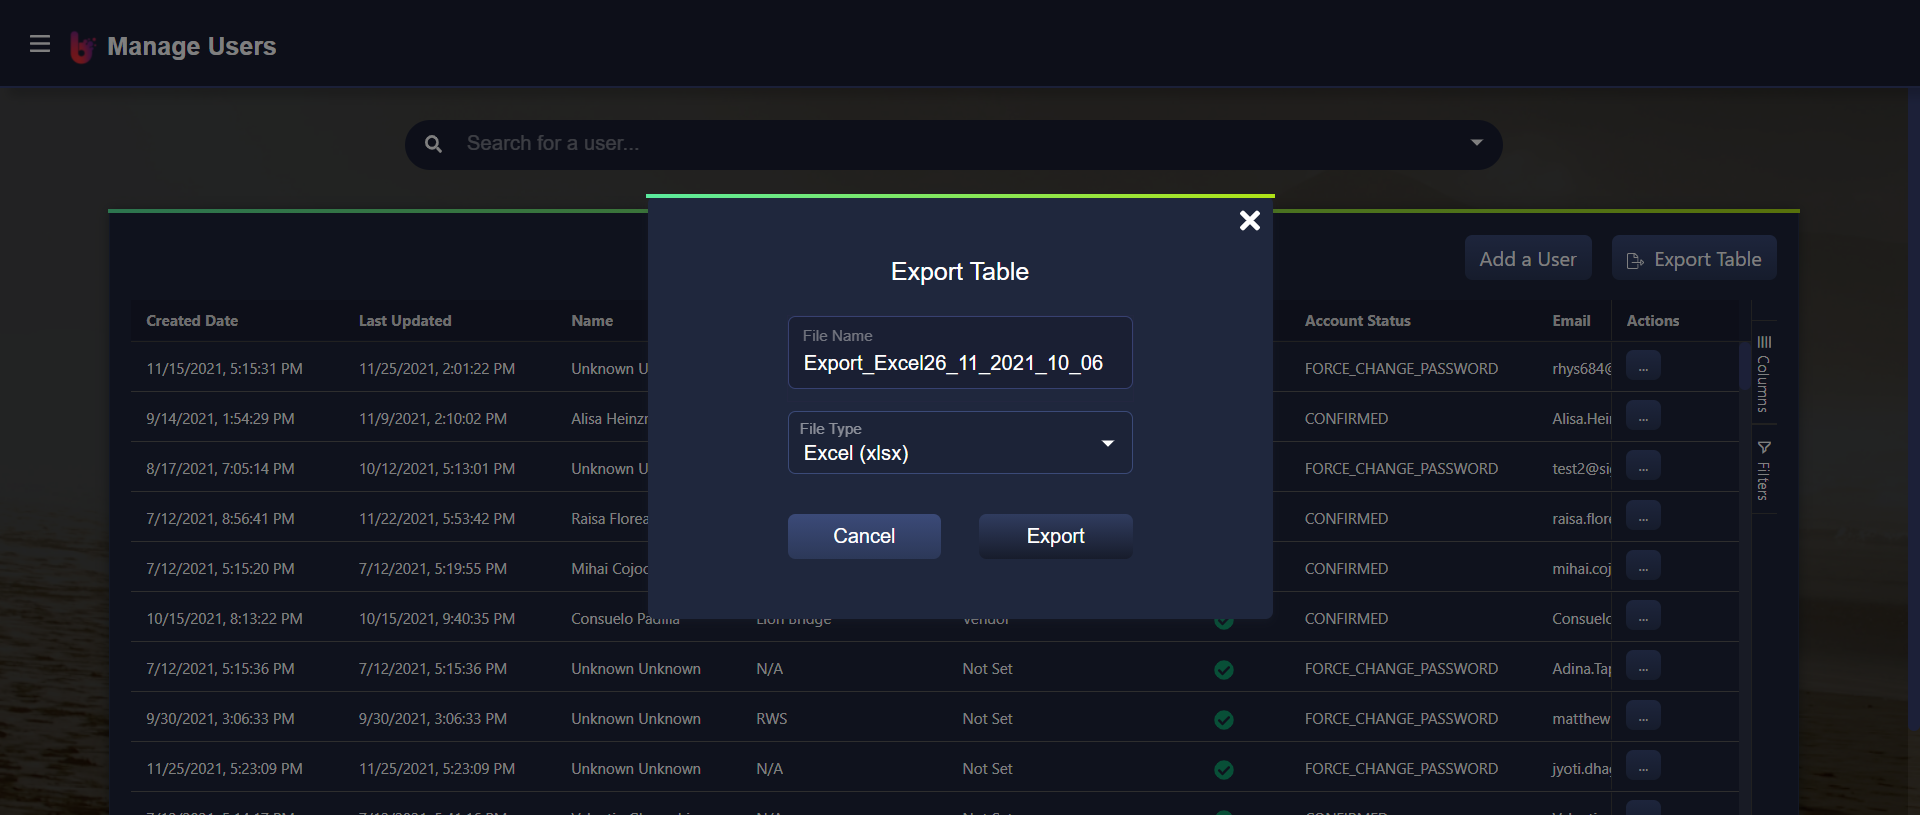 Manage Users
Search for a user...
Add a User
Export Table
Export Table
File Name
Export_Excel26_11_2021_10_06
File Type
Excel (xlsx)
Cancel
Export
Created Date Last Updated Name Account Status Email Actions
11/15/2021, 5:15:31 PM 11/25/2021, 2:01:22 PM Unknown U FORCE_CHANGE_PASSWORD rhys684@ ...
9/14/2021, 1:54:29 PM 11/9/2021, 2:10:02 PM Alisa Heinz CONFIRMED Alisa.Hei ...
8/17/2021, 7:05:14 PM 10/12/2021, 5:13:01 PM Unknown U FORCE_CHANGE_PASSWORD test2@si ...
7/12/2021, 8:56:41 PM 11/22/2021, 5:53:42 PM Raisa Florea CONFIRMED raisa.flor ...
7/12/2021, 5:15:20 PM 7/12/2021, 5:19:55 PM Mihai Cojoc CONFIRMED mihai.coj ...
10/15/2021, 8:13:22 PM 10/15/2021, 9:40:35 PM Consuelo Padilla Lion Bridge Vendor CONFIRMED Consuelo ...
7/12/2021, 5:15:36 PM 7/12/2021, 5:15:36 PM Unknown Unknown N/A Not Set FORCE_CHANGE_PASSWORD Adina.Tap ...
9/30/2021, 3:06:33 PM 9/30/2021, 3:06:33 PM Unknown Unknown RWS Not Set FORCE_CHANGE_PASSWORD matthew ...
11/25/2021, 5:23:09 PM 11/25/2021, 5:23:09 PM Unknown Unknown N/A Not Set FORCE_CHANGE_PASSWORD jyoti.dha ...
Columns
Filters